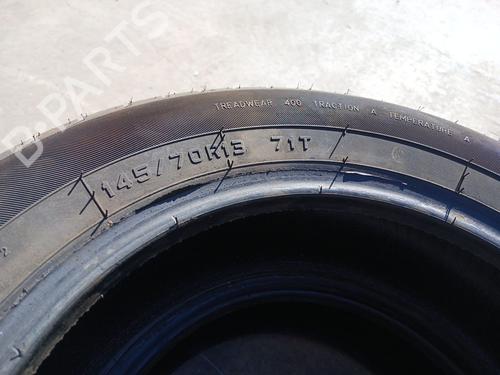 B-PARTS
TREADWEAR 400 TRACTION A TEMPERATURE A
145/70R13 71T